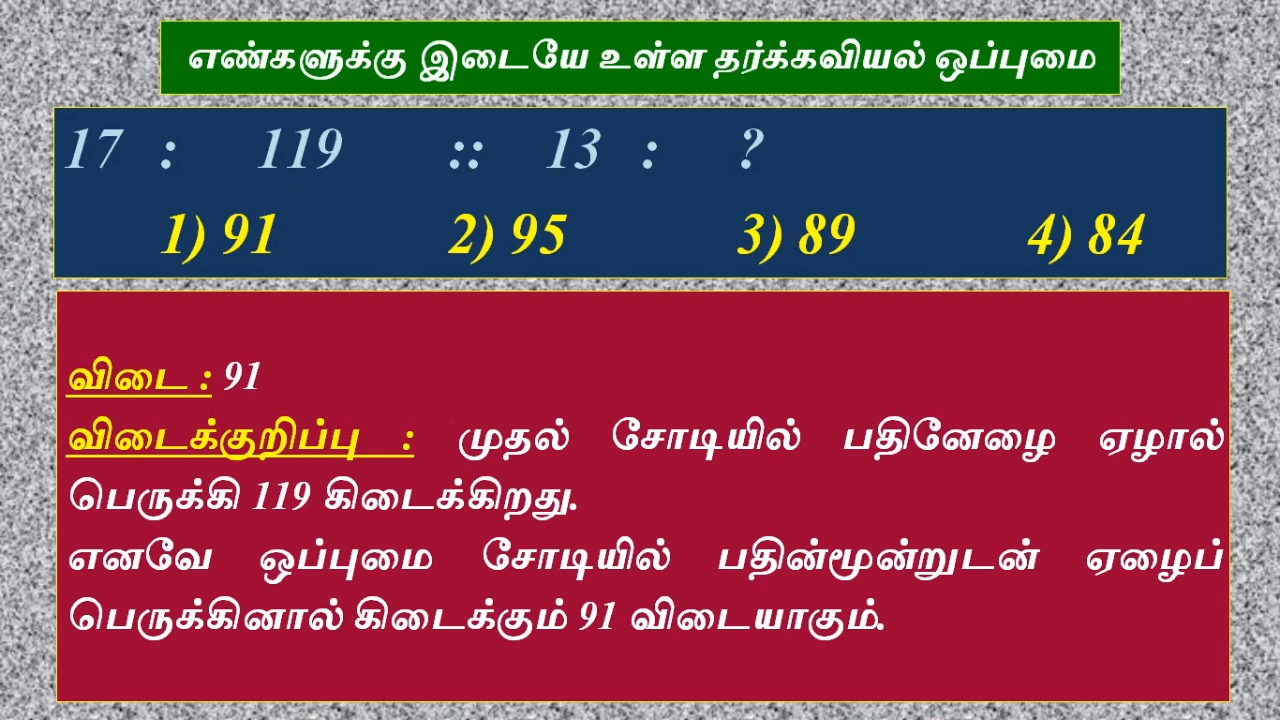 எண்களுக்கு இடையே உள்ள தர்க்கவியல் ஒப்புமை
17 : 119 :: 13 : ?
1) 91 2) 95 3) 89 4) 84
விடை : 91
விடைக்குறிப்பு : முதல் சோடியில் பதினேழை ஏழால்
பெருக்கி 119 கிடைக்கிறது.
எனவே ஒப்புமை சோடியில் பதின்மூன்றுடன் ஏழைப்
பெருக்கினால் கிடைக்கும் 91 விடையாகும்.